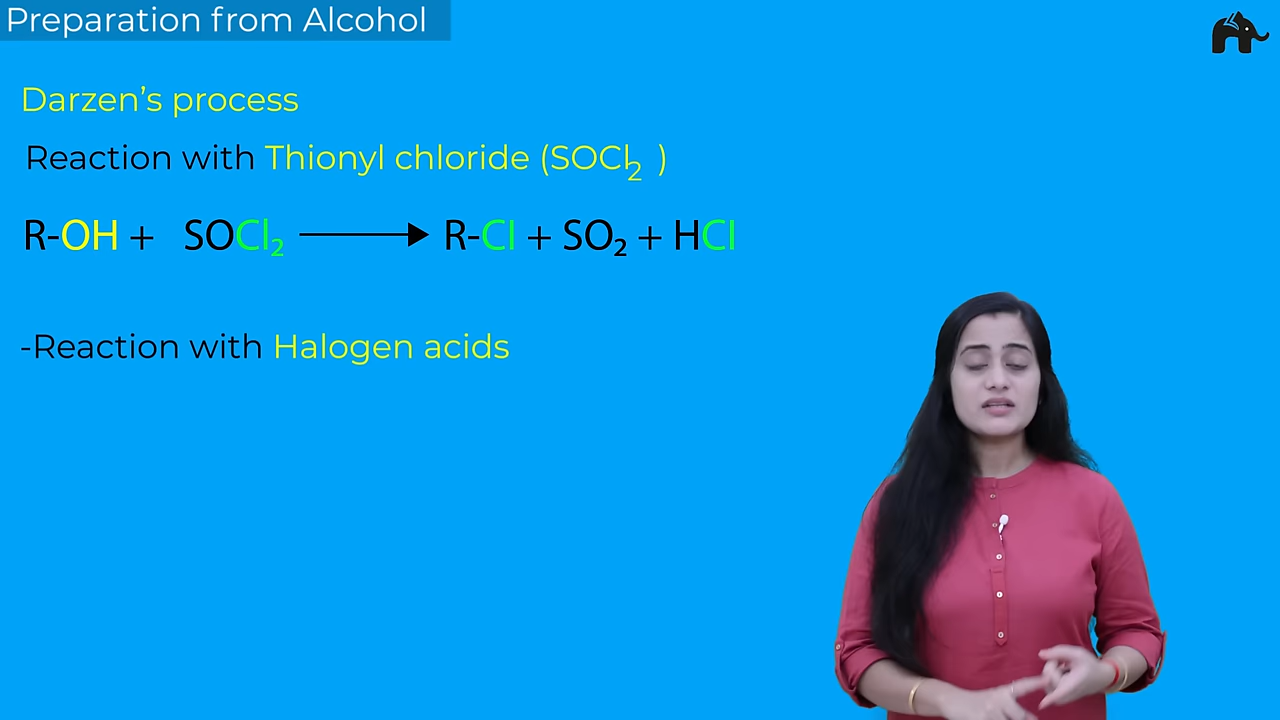 Preparation from Alcohol
Darzen's process
Reaction with Thionyl chloride (SOCl₂ )
R-OH + SOCl₂ ⟶ R-Cl + SO₂ + HCl
-Reaction with Halogen acids